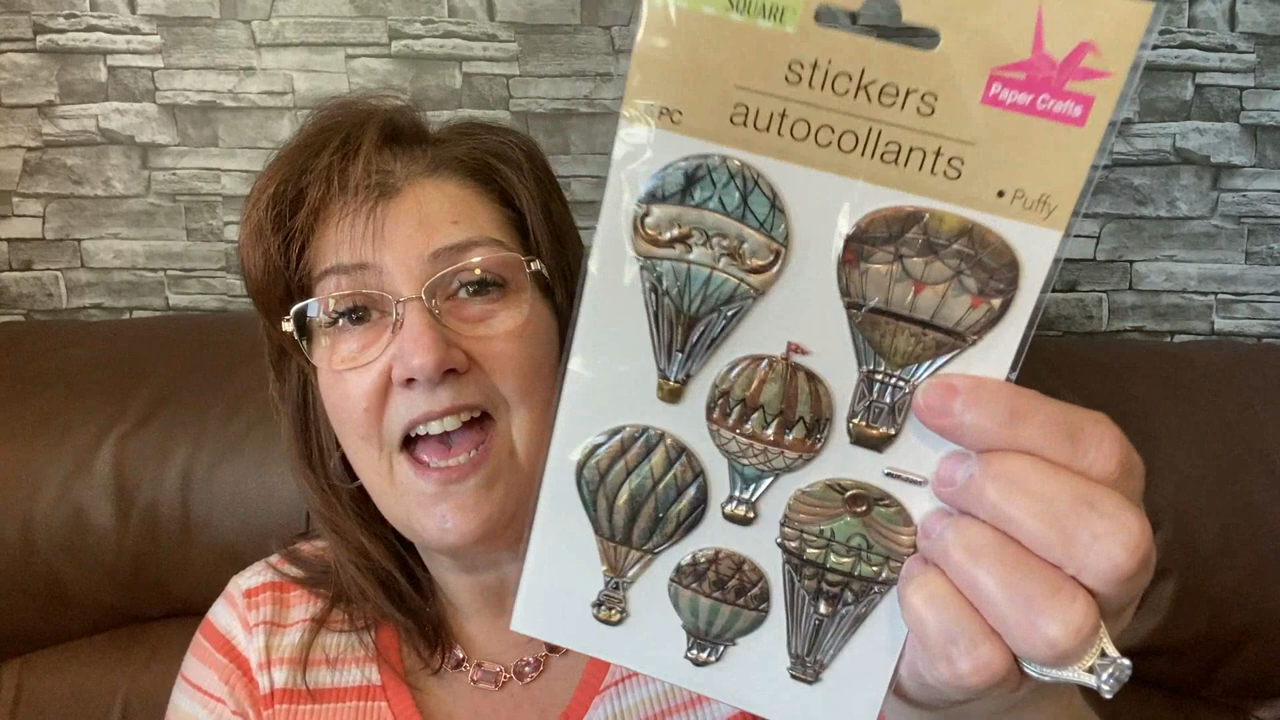 SQUARE
Paper Crafts
stickers
autocollants
PC
• Puffy